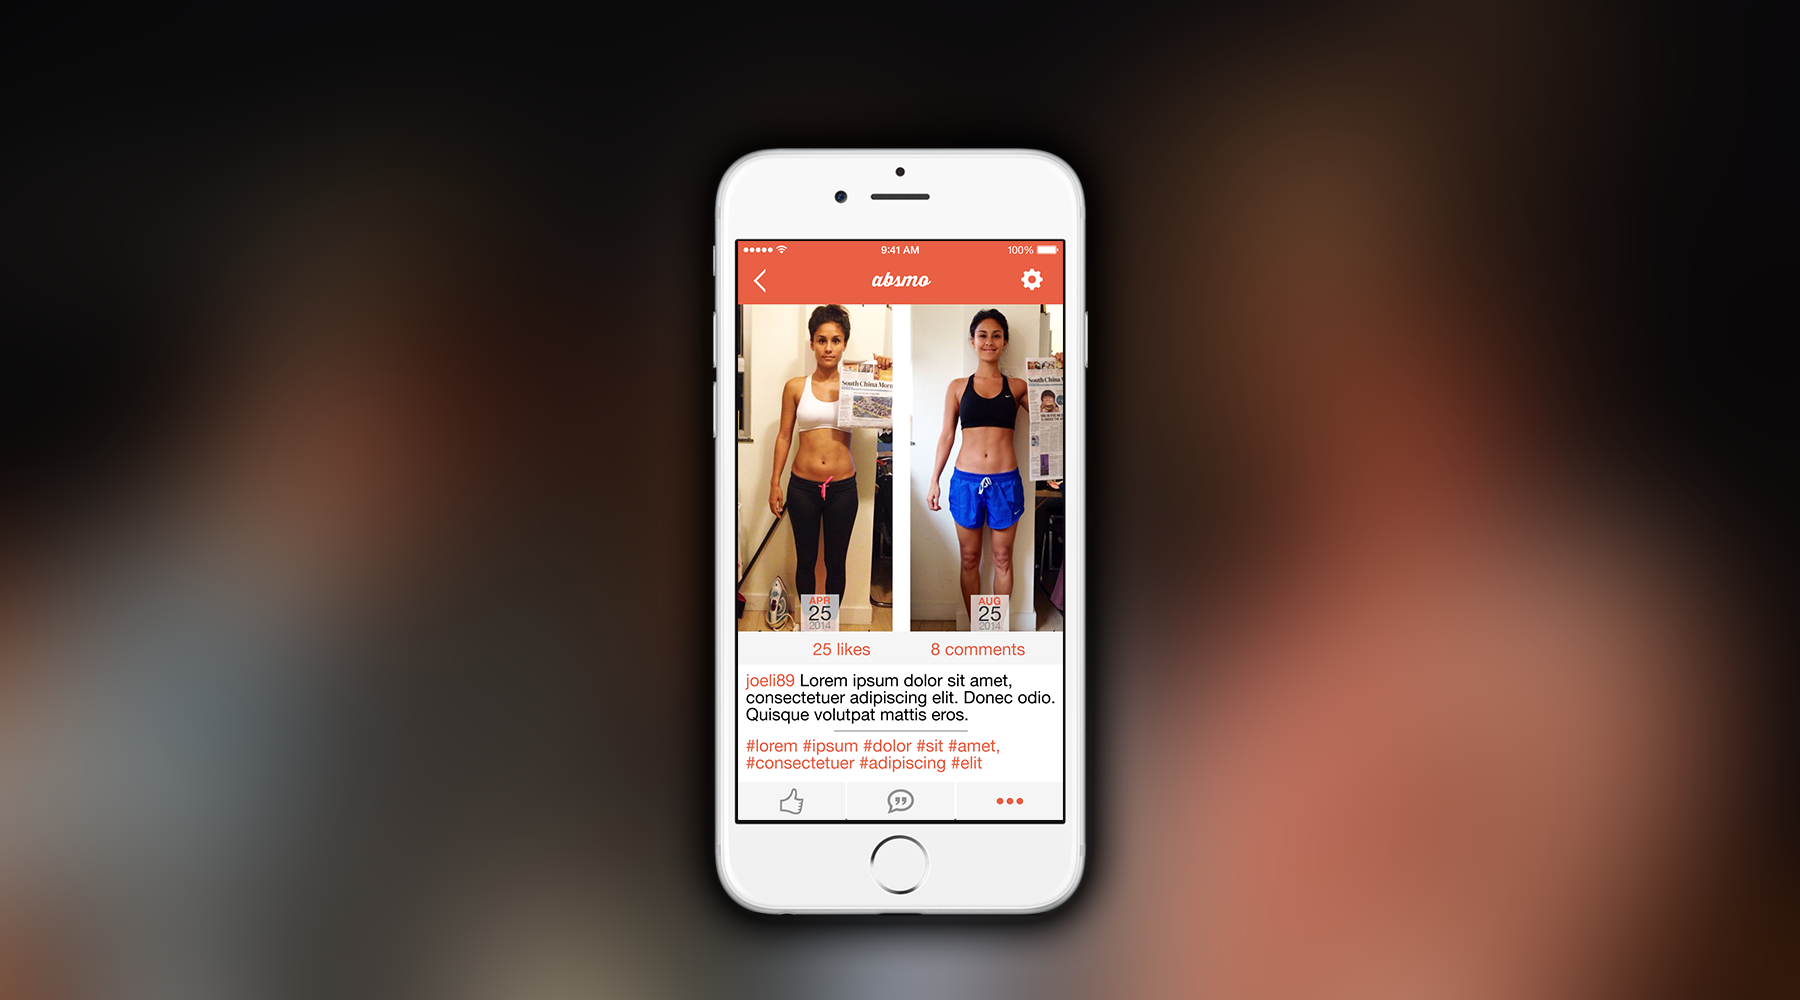 9:41 AM
100%
absmo
South China Morn
South China M
APR
25
2014
AUG
25
2014
25 likes
8 comments
joeli89 Lorem ipsum dolor sit amet,
consectetuer adipiscing elit. Donec odio.
Quisque volutpat mattis eros.
#lorem #ipsum #dolor #sit #amet,
#consectetuer #adipiscing #elit